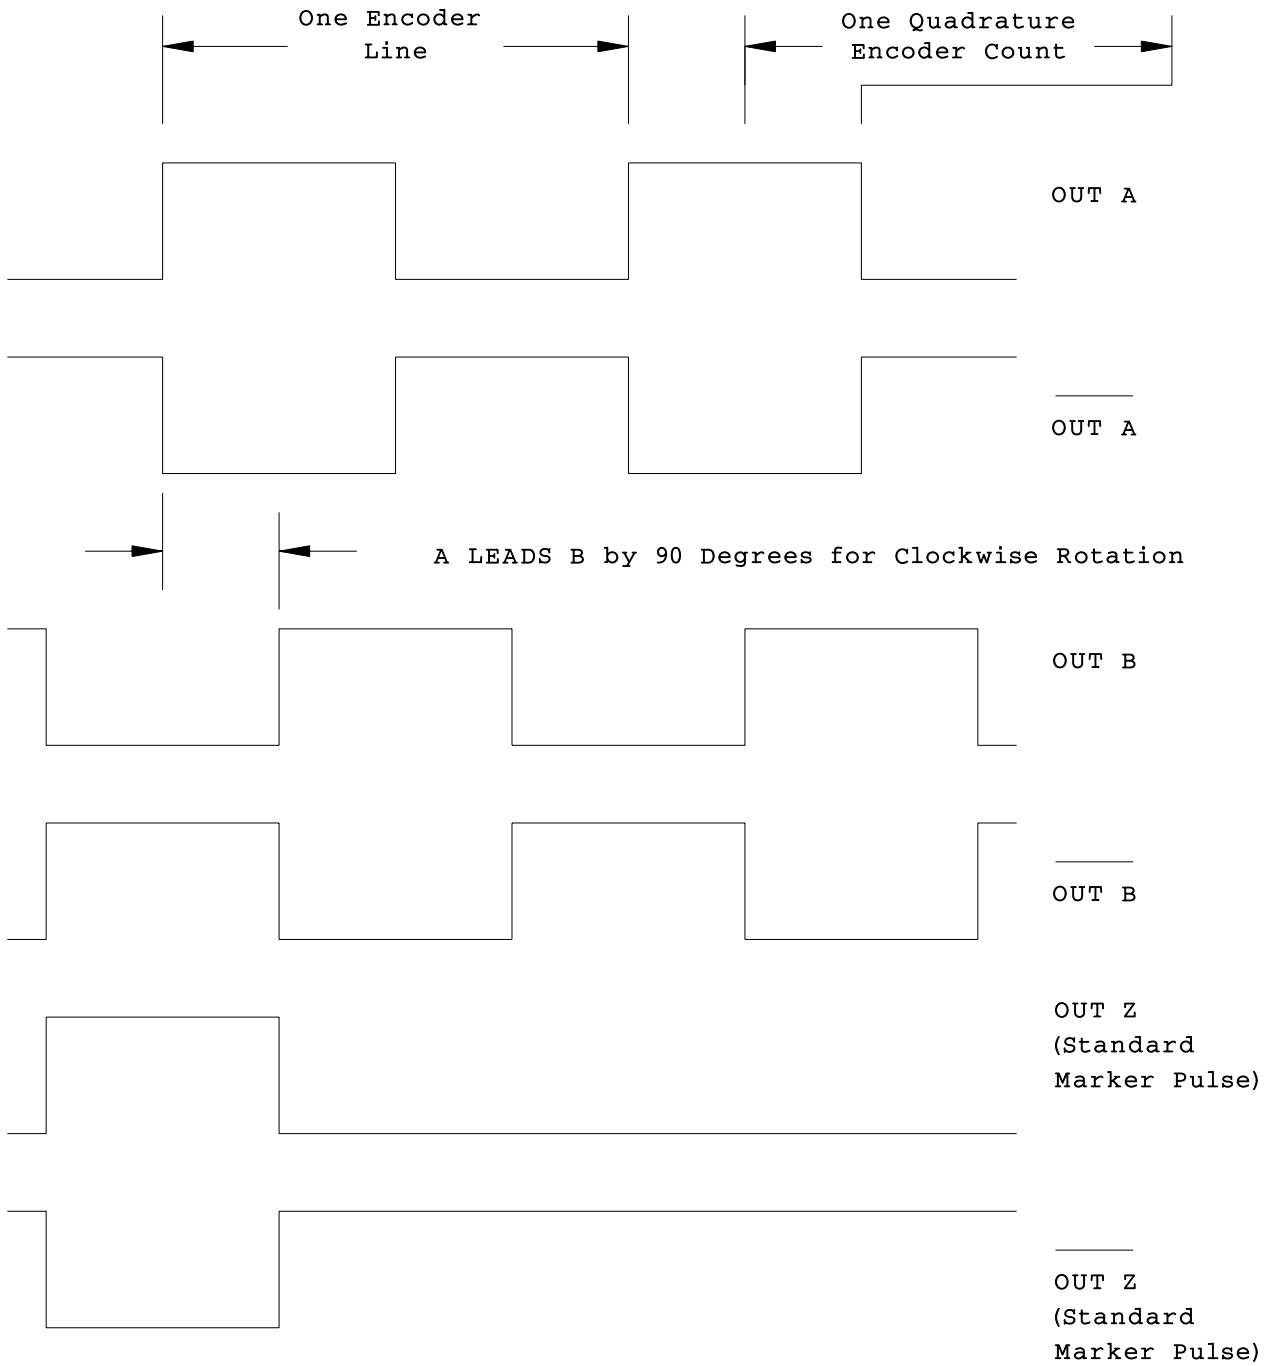 One Encoder
Line
One Quadrature
Encoder Count
OUT A
OUT A
A LEADS B by 90 Degrees for Clockwise Rotation
OUT B
OUT B
OUT Z
(Standard
Marker Pulse)
OUT Z
(Standard
Marker Pulse)